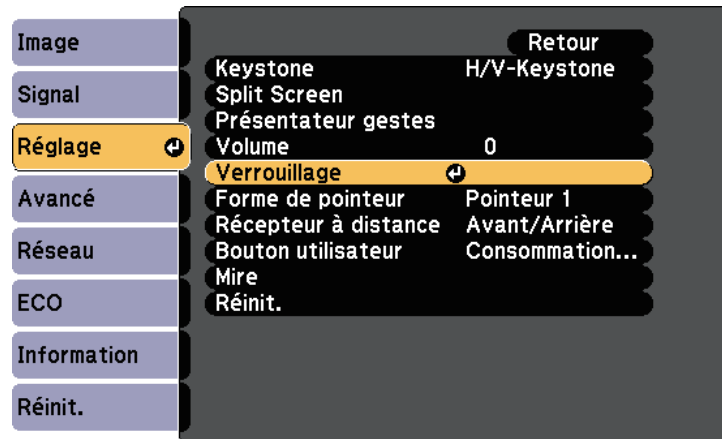 Image
Signal
Réglage
Avancé
Réseau
ECO
Information
Réinit.
Retour
Keystone H/V-Keystone
Split Screen
Présentateur gestes
Volume 0
Verrouillage
Forme de pointeur Pointeur 1
Récepteur à distance Avant/Arrière
Bouton utilisateur Consommation...
Mire
Réinit.